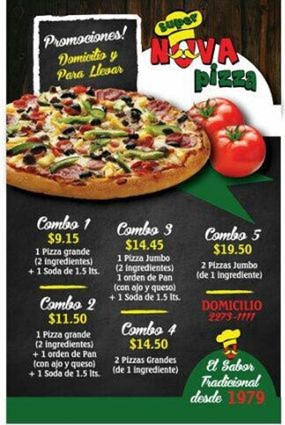 Promociones!
Domicilio y
Para Llevar
Super
NOVA
pizza
Combo 1
$9.15
1 Pizza grande
(2 ingredientes)
+ 1 Soda de 1.5 lts.
Combo 2
$11.50
1 Pizza grande
(2 ingredientes)
+ 1 orden de Pan
(con ajo y queso)
+ 1 Soda de 1.5 lts.
Combo 3
$14.45
1 Pizza Jumbo
(2 ingredientes)
1 orden de Pan
(con ajo y queso)
+ 1 Soda de 1.5 lts.
Combo 4
$14.50
2 Pizzas Grandes
(de 1 ingrediente)
Combo 5
$19.50
2 Pizzas Jumbo
(de 1 ingrediente)
DOMICILIO
2273-1111
El Sabor
Tradicional
desde 1979